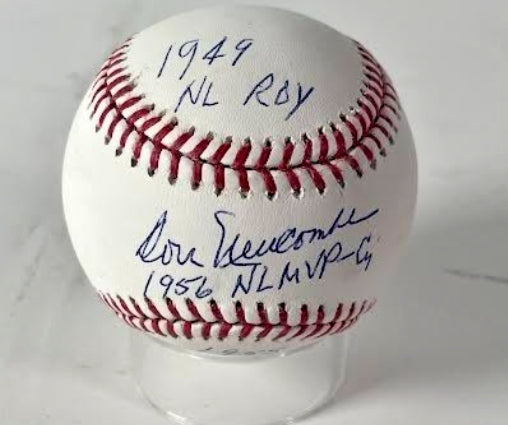 1949
NL ROY
Don Newcombe
1956 NL MVP-Cy